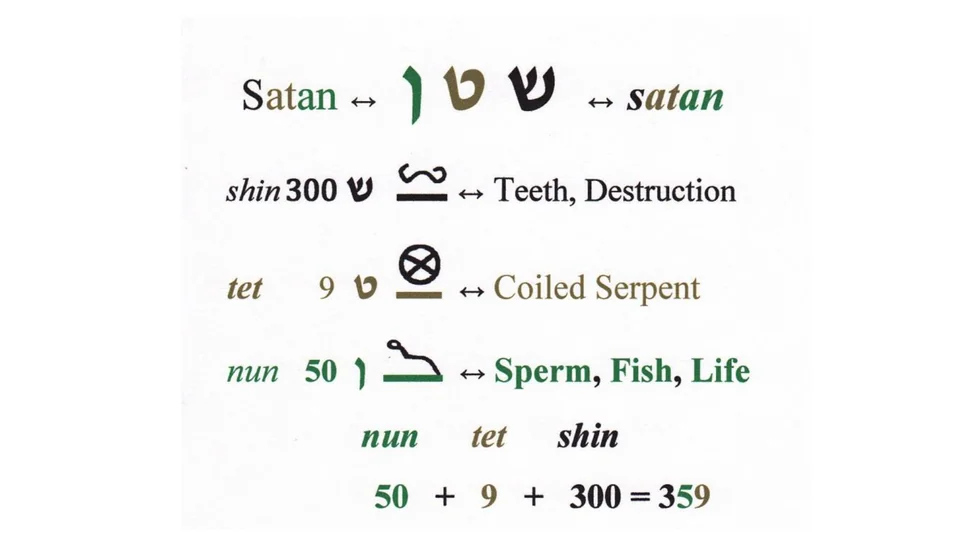 Satan ↔ שטן ↔ satan
shin 300 ש ↔ Teeth, Destruction
tet 9 ט ↔ Coiled Serpent
nun 50 ן ↔ Sperm, Fish, Life
nun tet shin
50 + 9 + 300 = 359